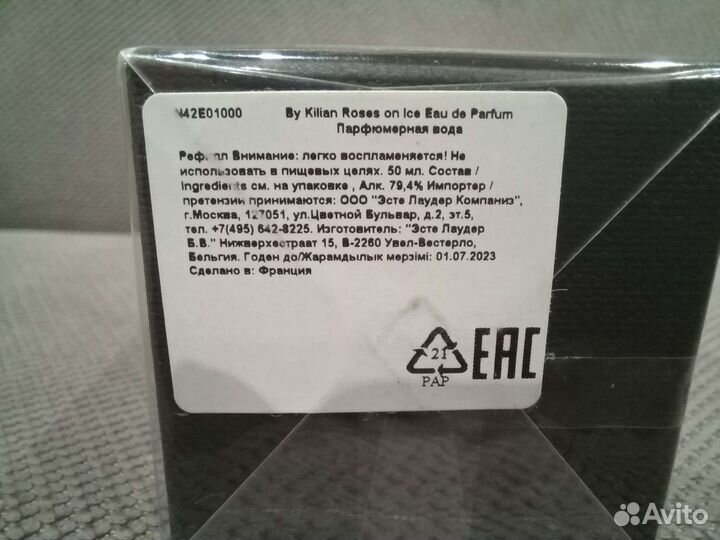 N42E01000 By Kilian Roses on Ice Eau de Parfum
Парфюмерная вода
Внимание: легко воспламеняется! Не
использовать в пищевых целях. 50 мл. Состав /
Ingredients см. на упаковке , Алк. 79,4% Импортер /
претензии принимаются: ООО "Эсте Лаудер Компаниз",
г.Москва, 127051, ул.Цветной Бульвар, д.2, эт.5,
тел. +7(495) 642-8225. Изготовитель: "Эсте Лаудер
Б.В." Нижверхестраат 15, В-2260 Увел-Вестерло,
Бельгия. Годен до/Жарамдылык мерзімі: 01.07.2023
Сделано в: Франция
21
PAP
EAC
Avito